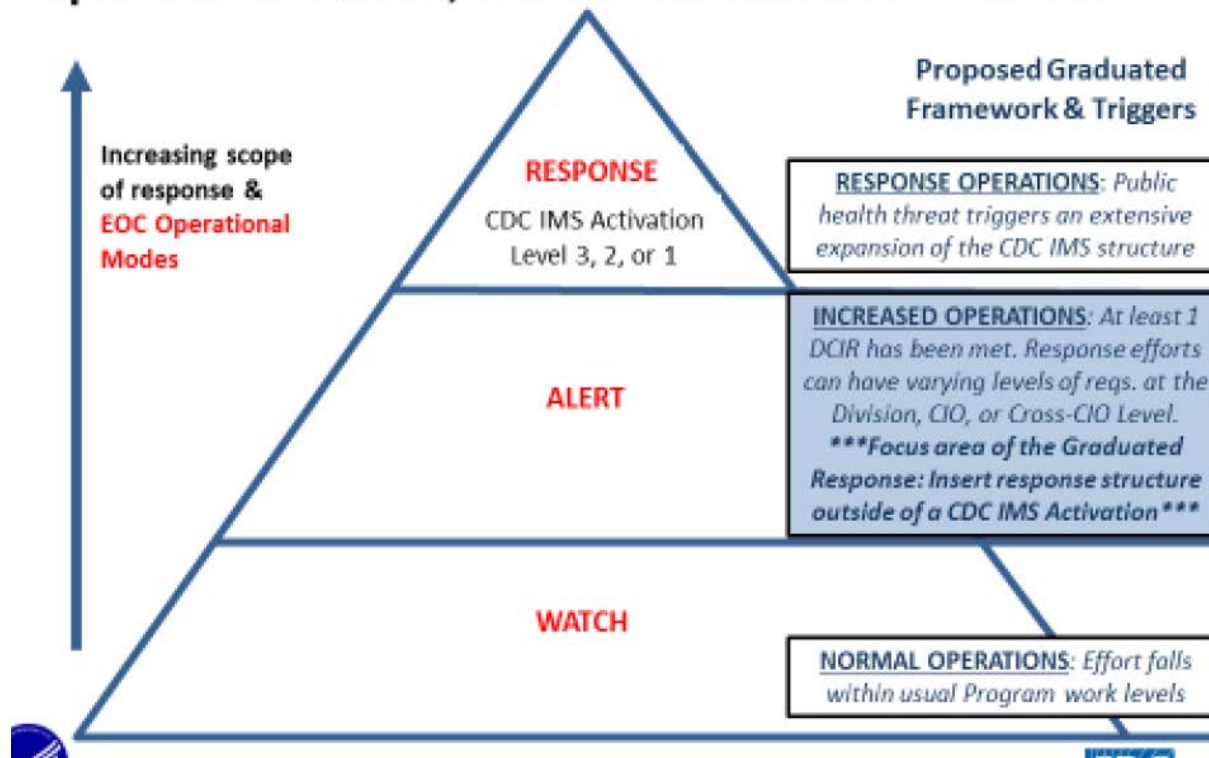 Proposed Graduated
Framework & Triggers
Increasing scope
of response &
EOC Operational
Modes
RESPONSE
CDC IMS Activation
Level 3, 2, or 1
RESPONSE OPERATIONS: Public
health threat triggers an extensive
expansion of the CDC IMS structure
ALERT
INCREASED OPERATIONS: At least 1
DCIR has been met. Response efforts
can have varying levels of reqs. at the
Division, CIO, or Cross-CIO Level.
***Focus area of the Graduated
Response: Insert response structure
outside of a CDC IMS Activation***
WATCH
NORMAL OPERATIONS: Effort falls
within usual Program work levels